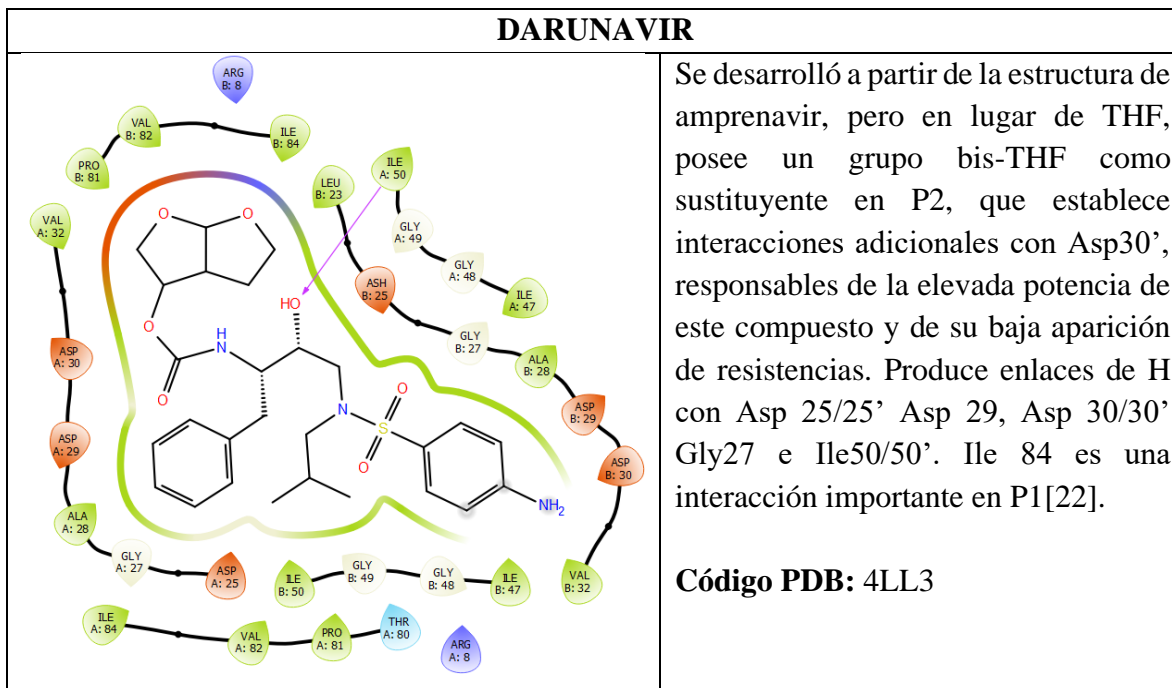 DARUNAVIR
ARG
B: 8
VAL
B: 82
ILE
B: 84
PRO
B: 81
LEU
B: 23
ILE
A: 50
VAL
A: 32
GLY
A: 49
GLY
A: 48
ASH
B: 25
ILE
A: 47
O
O
HO
GLY
B: 27
ALA
B: 28
O
H
N
ASP
A: 30
O
N
O
S
O
ASP
B: 29
ASP
A: 29
ASP
B: 30
NH2
ALA
A: 28
GLY
A: 27
ASP
A: 25
ILE
B: 50
GLY
B: 49
GLY
B: 48
ILE
B: 47
VAL
B: 32
ILE
A: 84
VAL
A: 82
PRO
A: 81
THR
A: 80
ARG
A: 8
Se desarrolló a partir de la estructura de
amprenavir, pero en lugar de THF,
posee un grupo bis-THF como
sustituyente en P2, que establece
interacciones adicionales con Asp30’,
responsables de la elevada potencia de
este compuesto y de su baja aparición
de resistencias. Produce enlaces de H
con Asp 25/25’ Asp 29, Asp 30/30’
Gly27 e Ile50/50’. Ile 84 es una
interacción importante en P1[22].
Código PDB: 4LL3